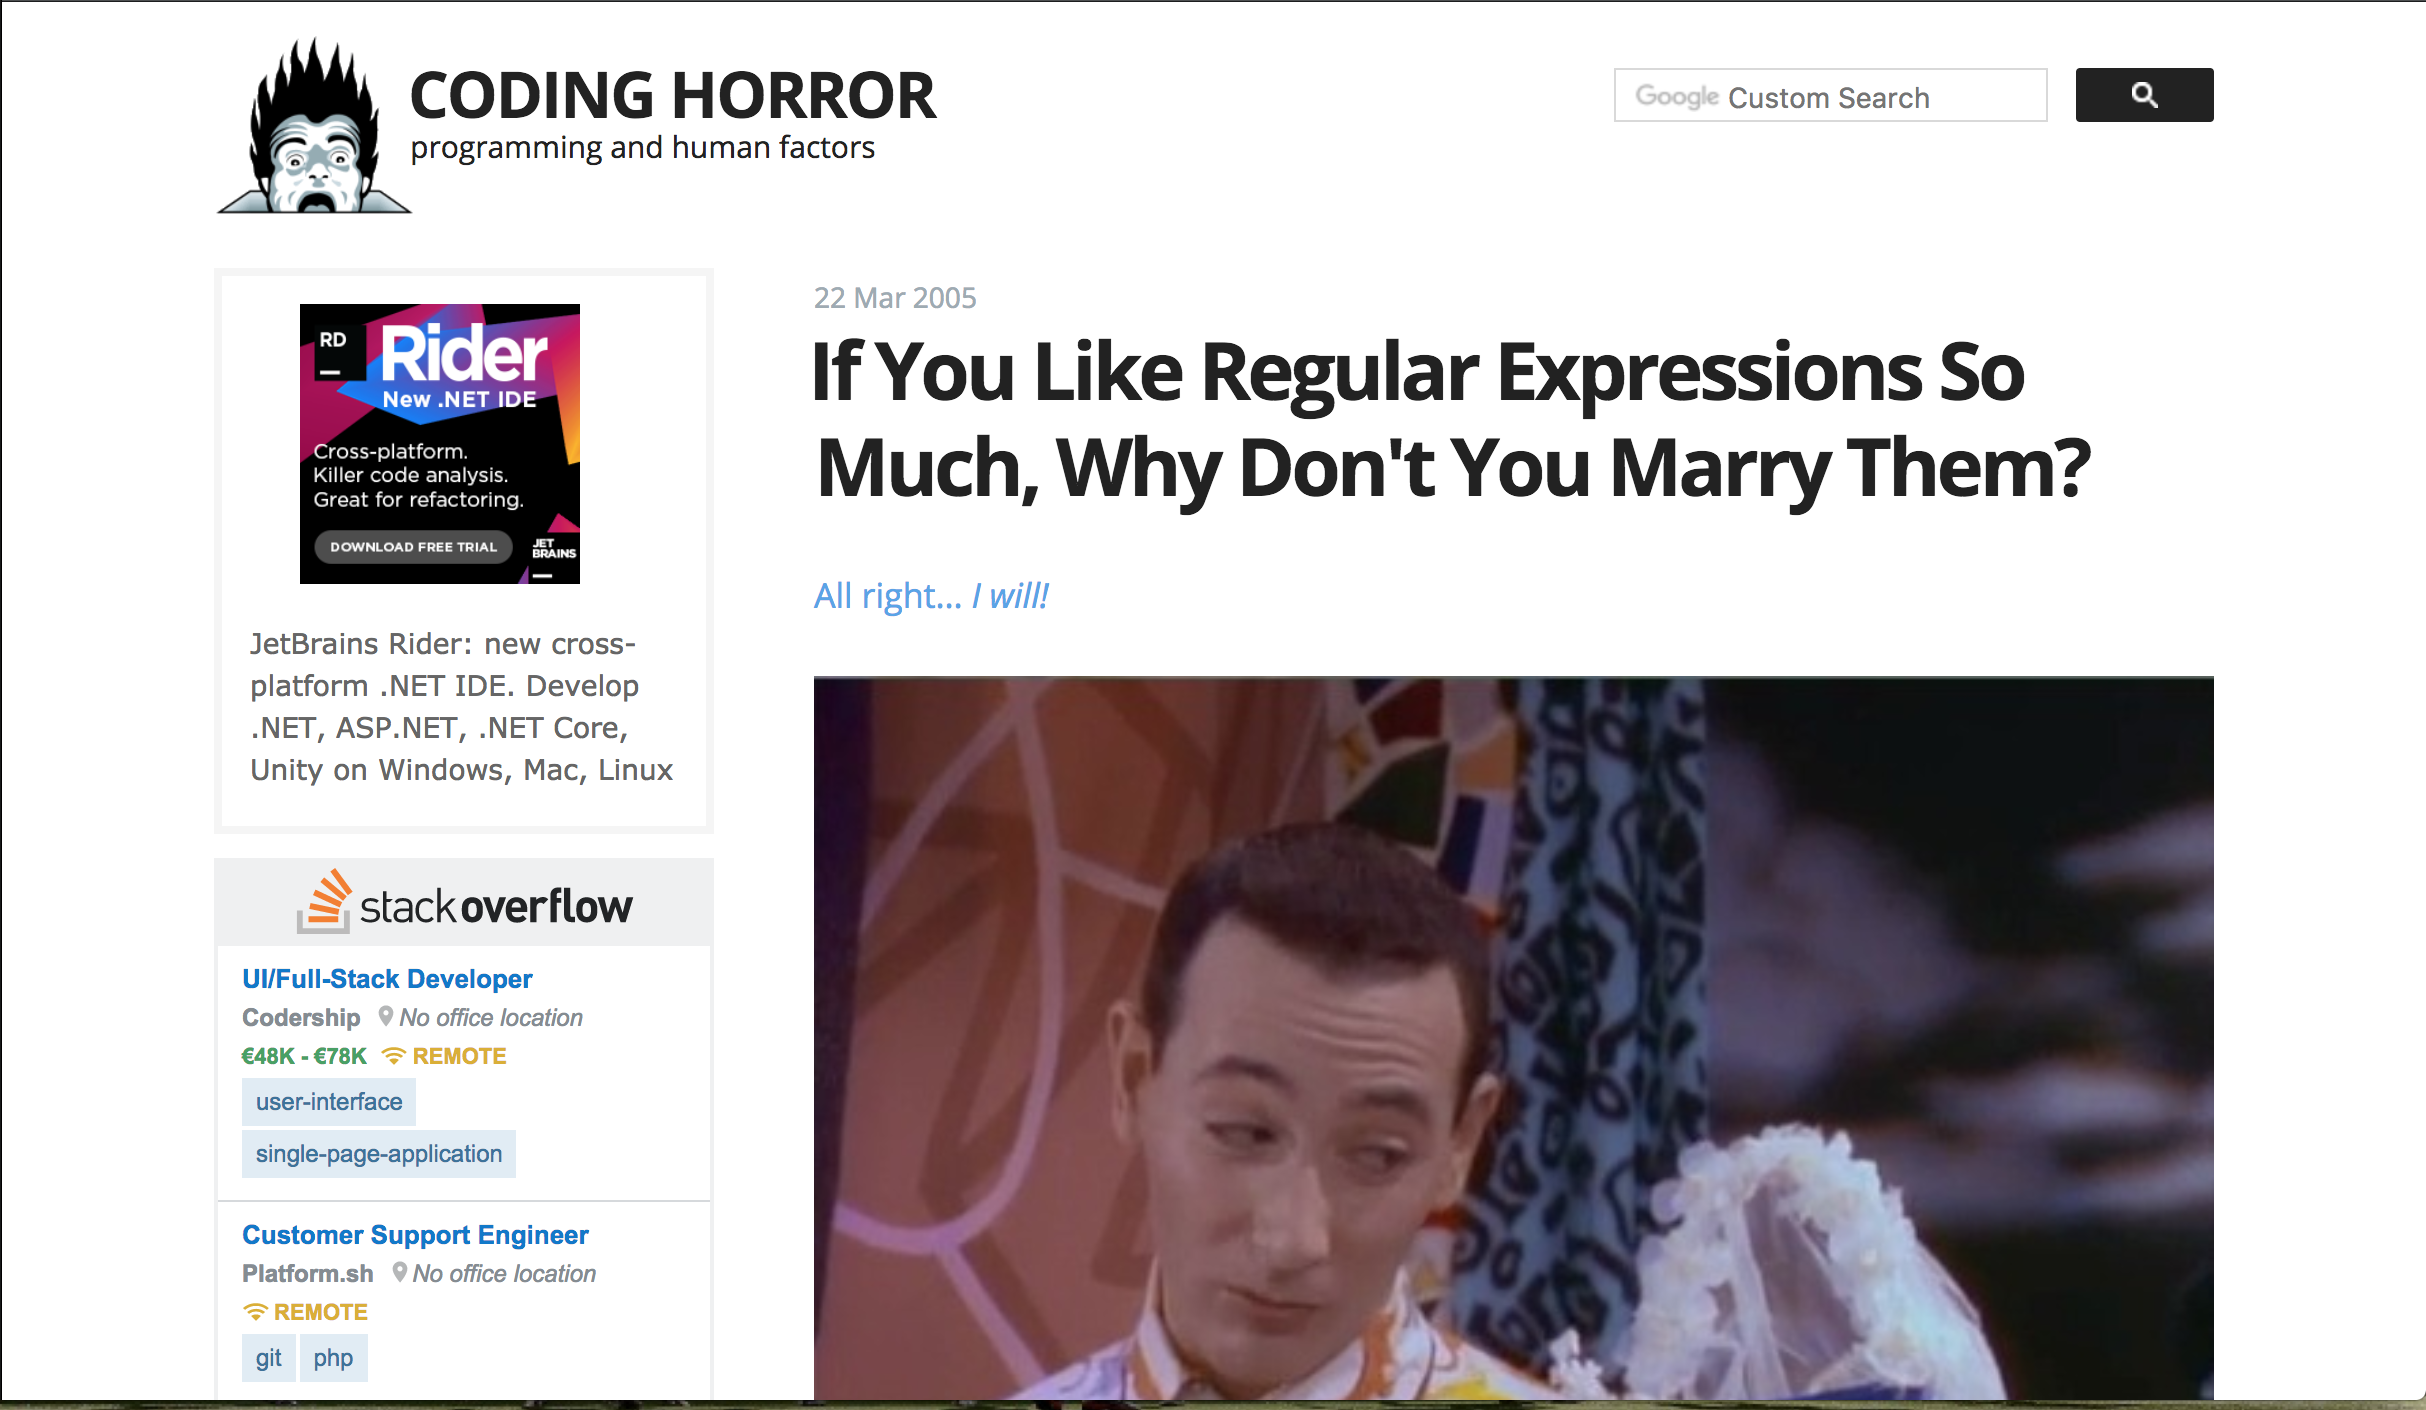 CODING HORROR
programming and human factors
Google Custom Search
RD
Rider
New .NET IDE
Cross-platform.
Killer code analysis.
Great for refactoring.
DOWNLOAD FREE TRIAL
JET
BRAINS
JetBrains Rider: new cross-
platform .NET IDE. Develop
.NET, ASP.NET, .NET Core,
Unity on Windows, Mac, Linux
stackoverflow
UI/Full-Stack Developer
Codership No office location
€48K - €78K REMOTE
user-interface
single-page-application
Customer Support Engineer
Platform.sh No office location
REMOTE
git php
22 Mar 2005
If You Like Regular Expressions So
Much, Why Don't You Marry Them?
All right... I will!